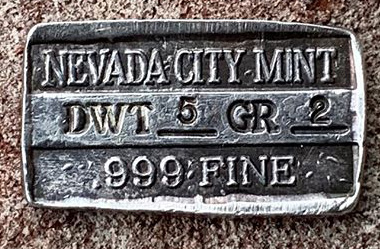 NEVADA·CITY·MINT
DWT 5 GR 2
.999 FINE